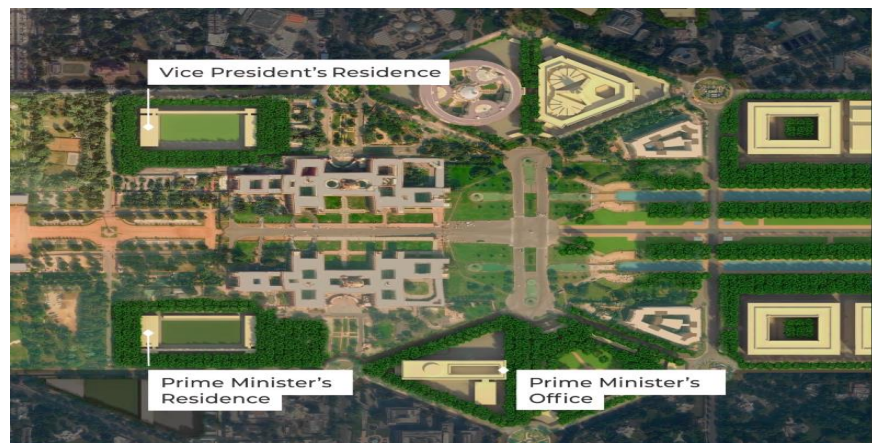 Vice President's Residence
Prime Minister's
Residence
Prime Minister's
Office